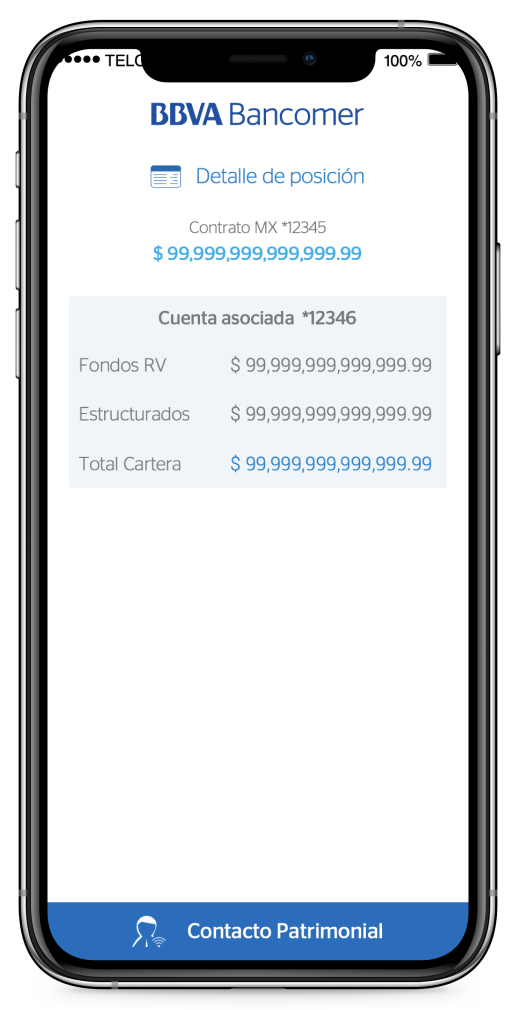 100%
BBVA Bancomer
Detalle de posición
Contrato MX *12345
$ 99,999,999,999,999.99
Cuenta asociada *12346
Fondos RV $ 99,999,999,999,999.99
Estructurados $ 99,999,999,999,999.99
Total Cartera $ 99,999,999,999,999.99
Contacto Patrimonial